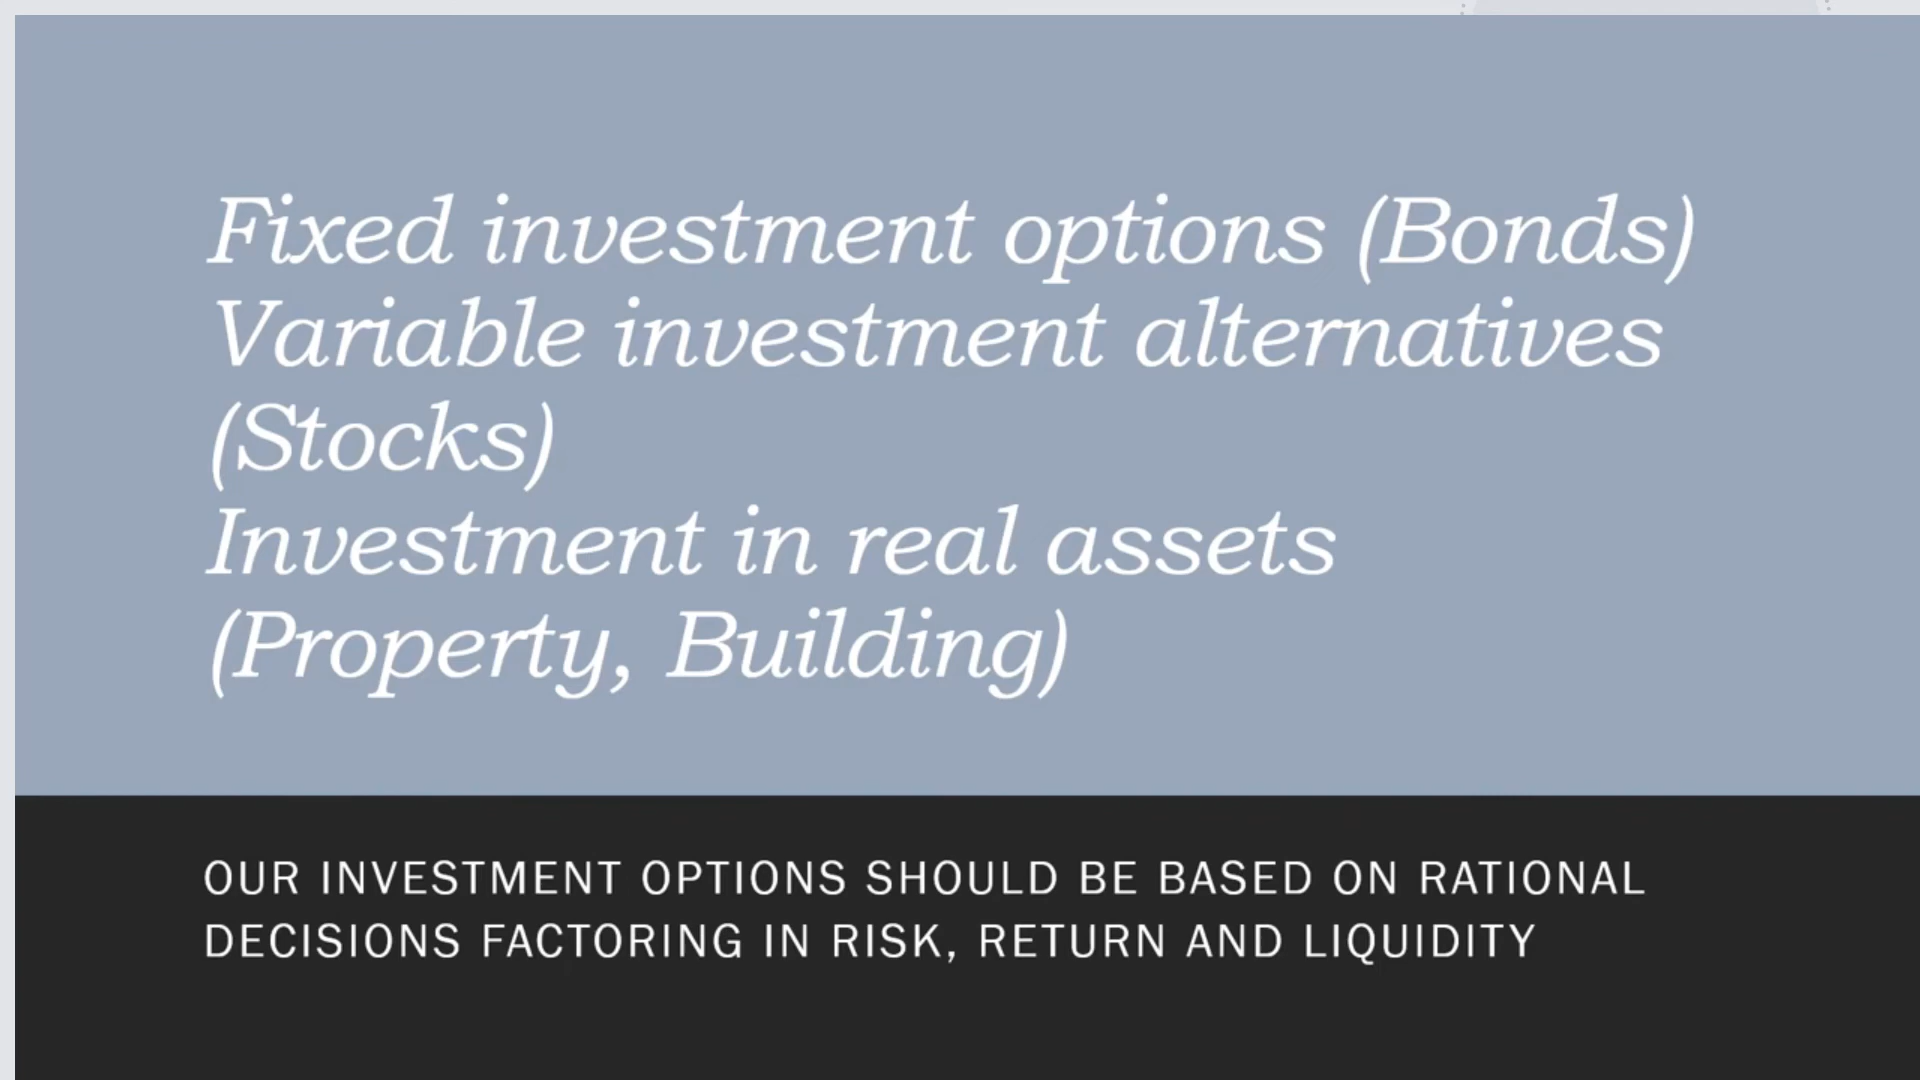 Fixed investment options (Bonds)
Variable investment alternatives
(Stocks)
Investment in real assets
(Property, Building)
OUR INVESTMENT OPTIONS SHOULD BE BASED ON RATIONAL
DECISIONS FACTORING IN RISK, RETURN AND LIQUIDITY